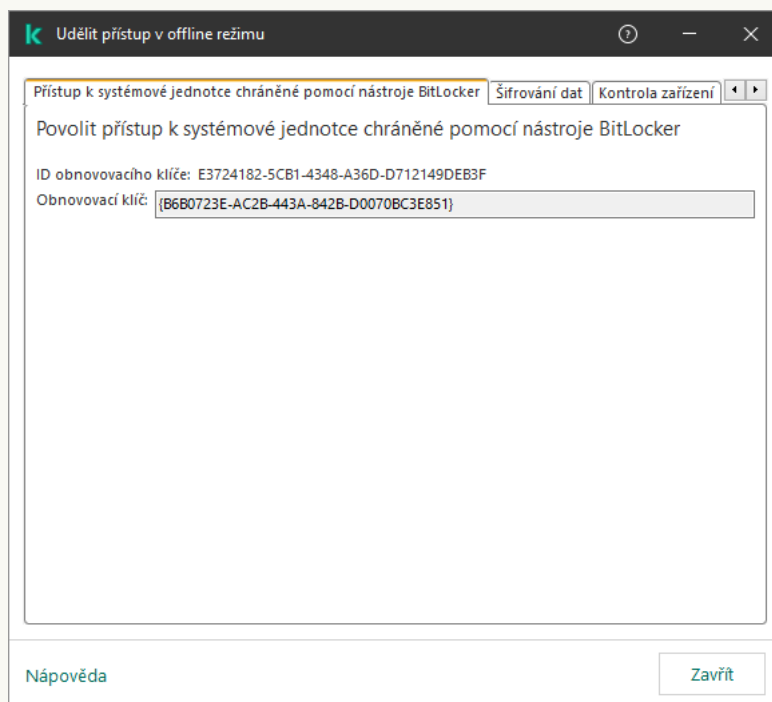 Udělit přístup v offline režimu
Přístup k systémové jednotce chráněné pomocí nástroje BitLocker Šifrování dat Kontrola zařízení
Povolit přístup k systémové jednotce chráněné pomocí nástroje BitLocker
ID obnovovacího klíče: E3724182-5CB1-4348-A36D-D712149DEB3F
Obnovovací klíč: {B6B0723E-AC2B-443A-842B-D0070BC3E851}
Nápověda Zavřít